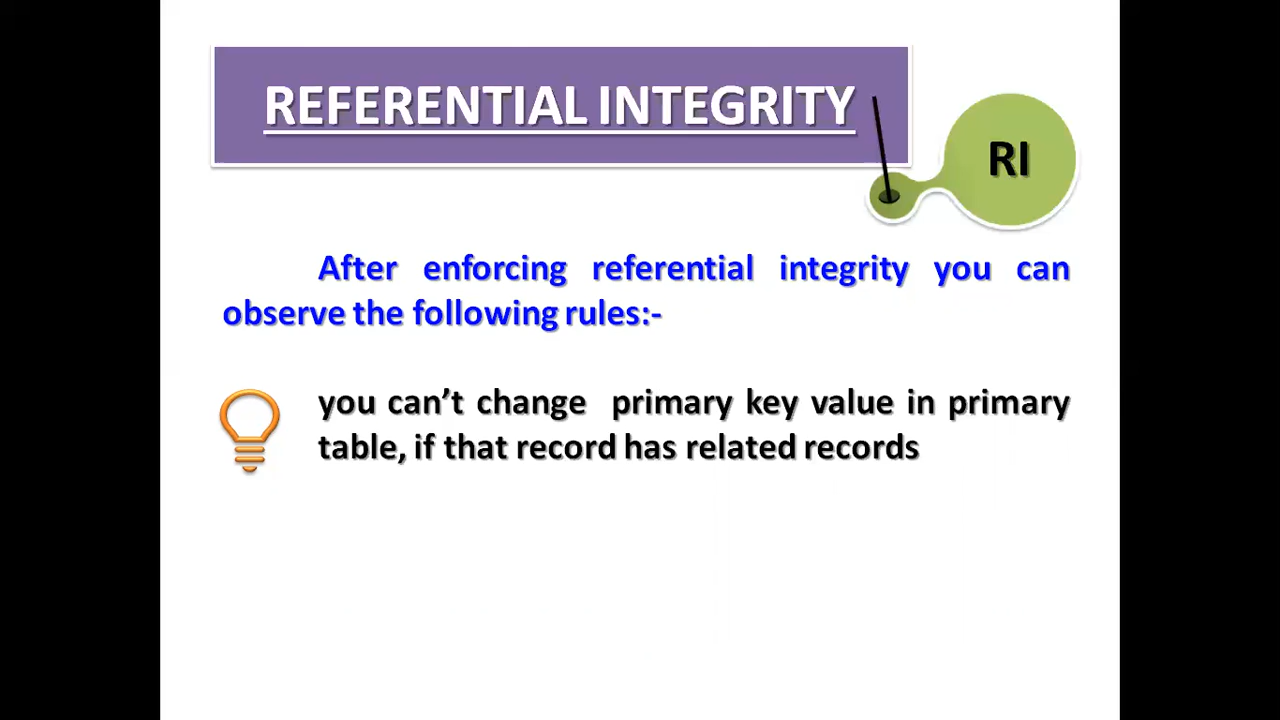 REFERENTIAL INTEGRITY
RI
After enforcing referential integrity you can
observe the following rules:-
you can’t change primary key value in primary
table, if that record has related records